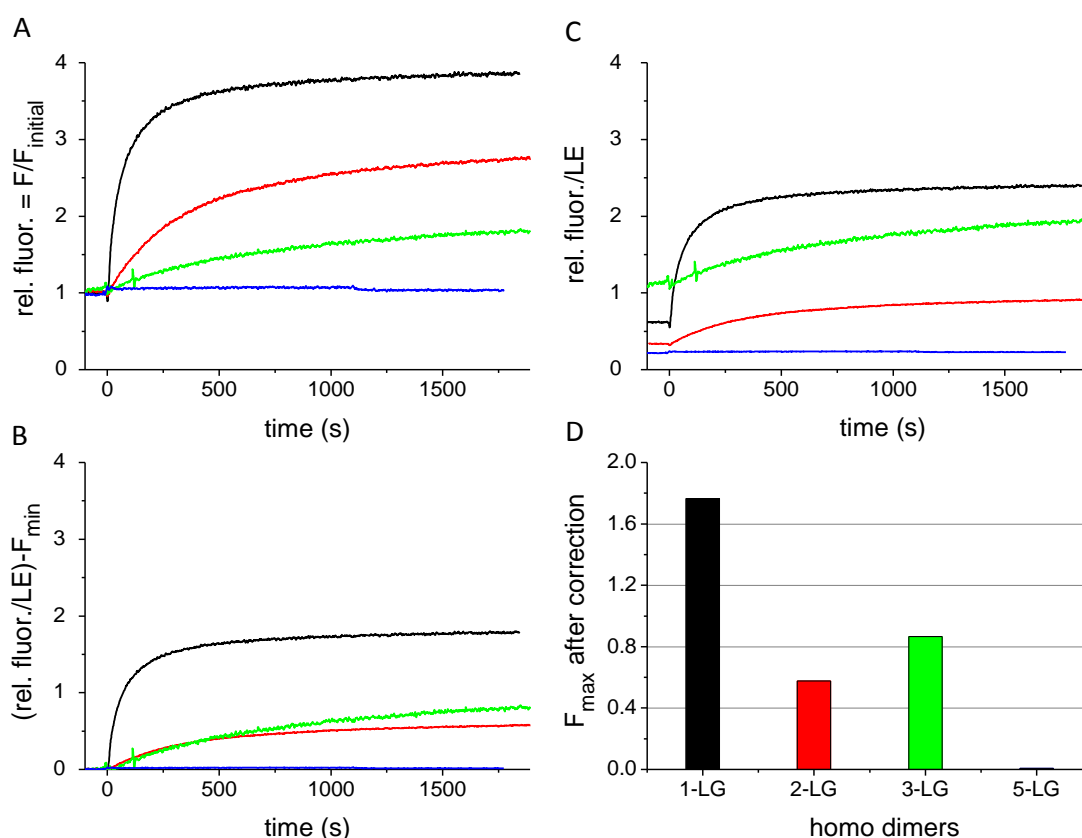 A
rel. fluor. = F/Finitial
4
3
2
1
0
0 500 1000 1500
time (s)
C
rel. fluor./LE
4
3
2
1
0
0 500 1000 1500
time (s)
B
(rel. fluor./LE)-Fmin
4
3
2
1
0
0 500 1000 1500
time (s)
D
Fmax after correction
2.0
1.6
1.2
0.8
0.4
0.0
1-LG 2-LG 3-LG 5-LG
homo dimers